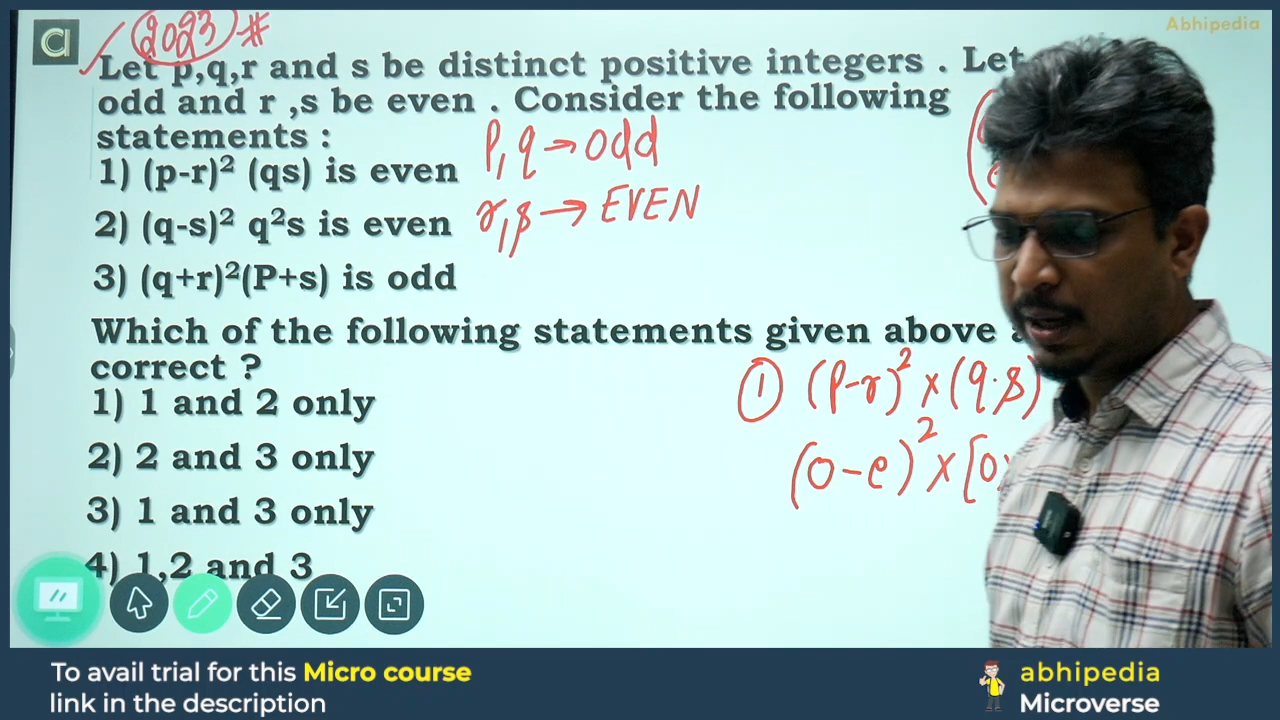 Abhipedia
a
2023 #
Let p,q,r and s be distinct positive integers . Let
odd and r ,s be even . Consider the following
statements :
1) (p-r)² (qs) is even
p,q → odd
2) (q-s)² q²s is even
r,s → EVEN
3) (q+r)²(P+s) is odd
Which of the following statements given above
correct ?
1) 1 and 2 only
① (p-r)² × (q.s)
2) 2 and 3 only
(o-e)² × [o
3) 1 and 3 only
4) 1,2 and 3
To avail trial for this Micro course
link in the description
abhipedia
Microverse